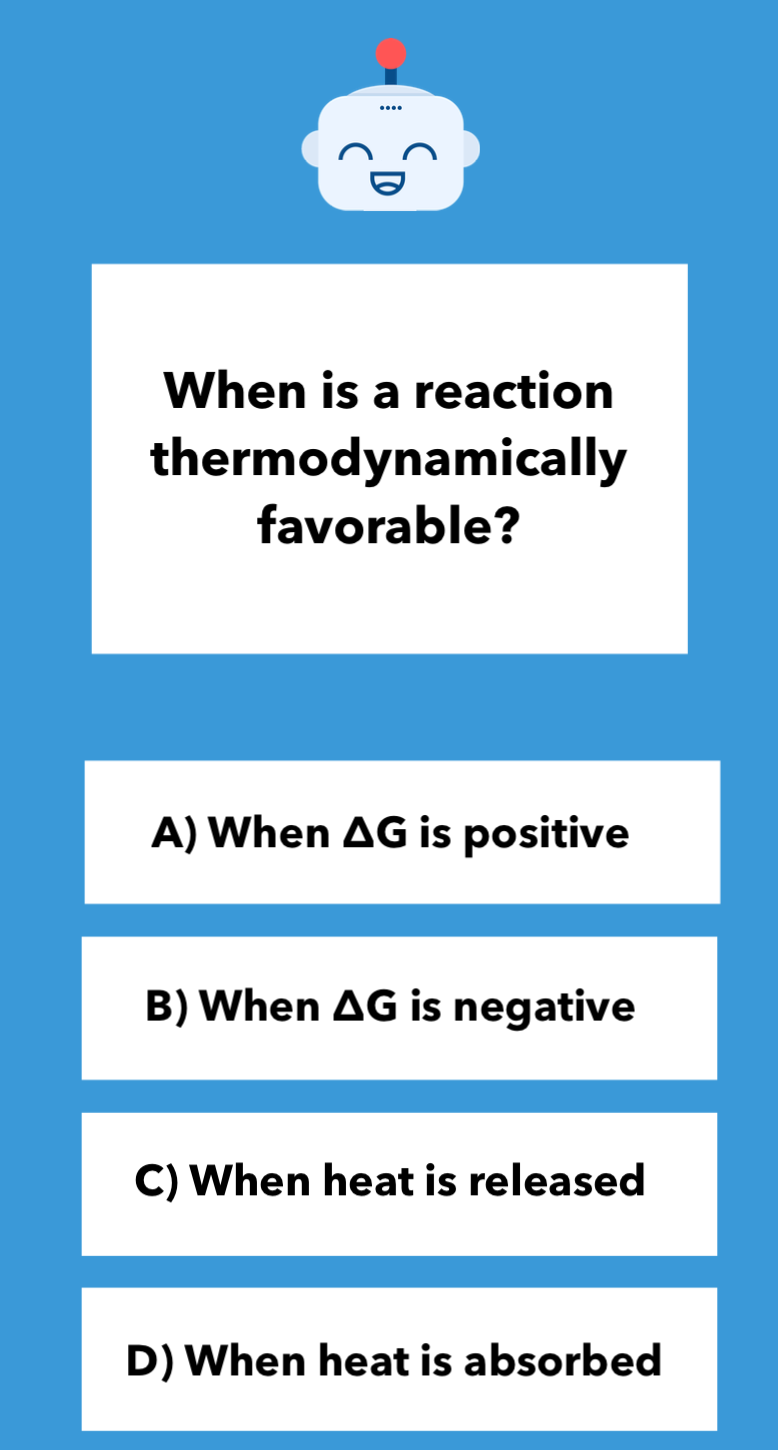 When is a reaction
thermodynamically
favorable?
A) When ΔG is positive
B) When ΔG is negative
C) When heat is released
D) When heat is absorbed